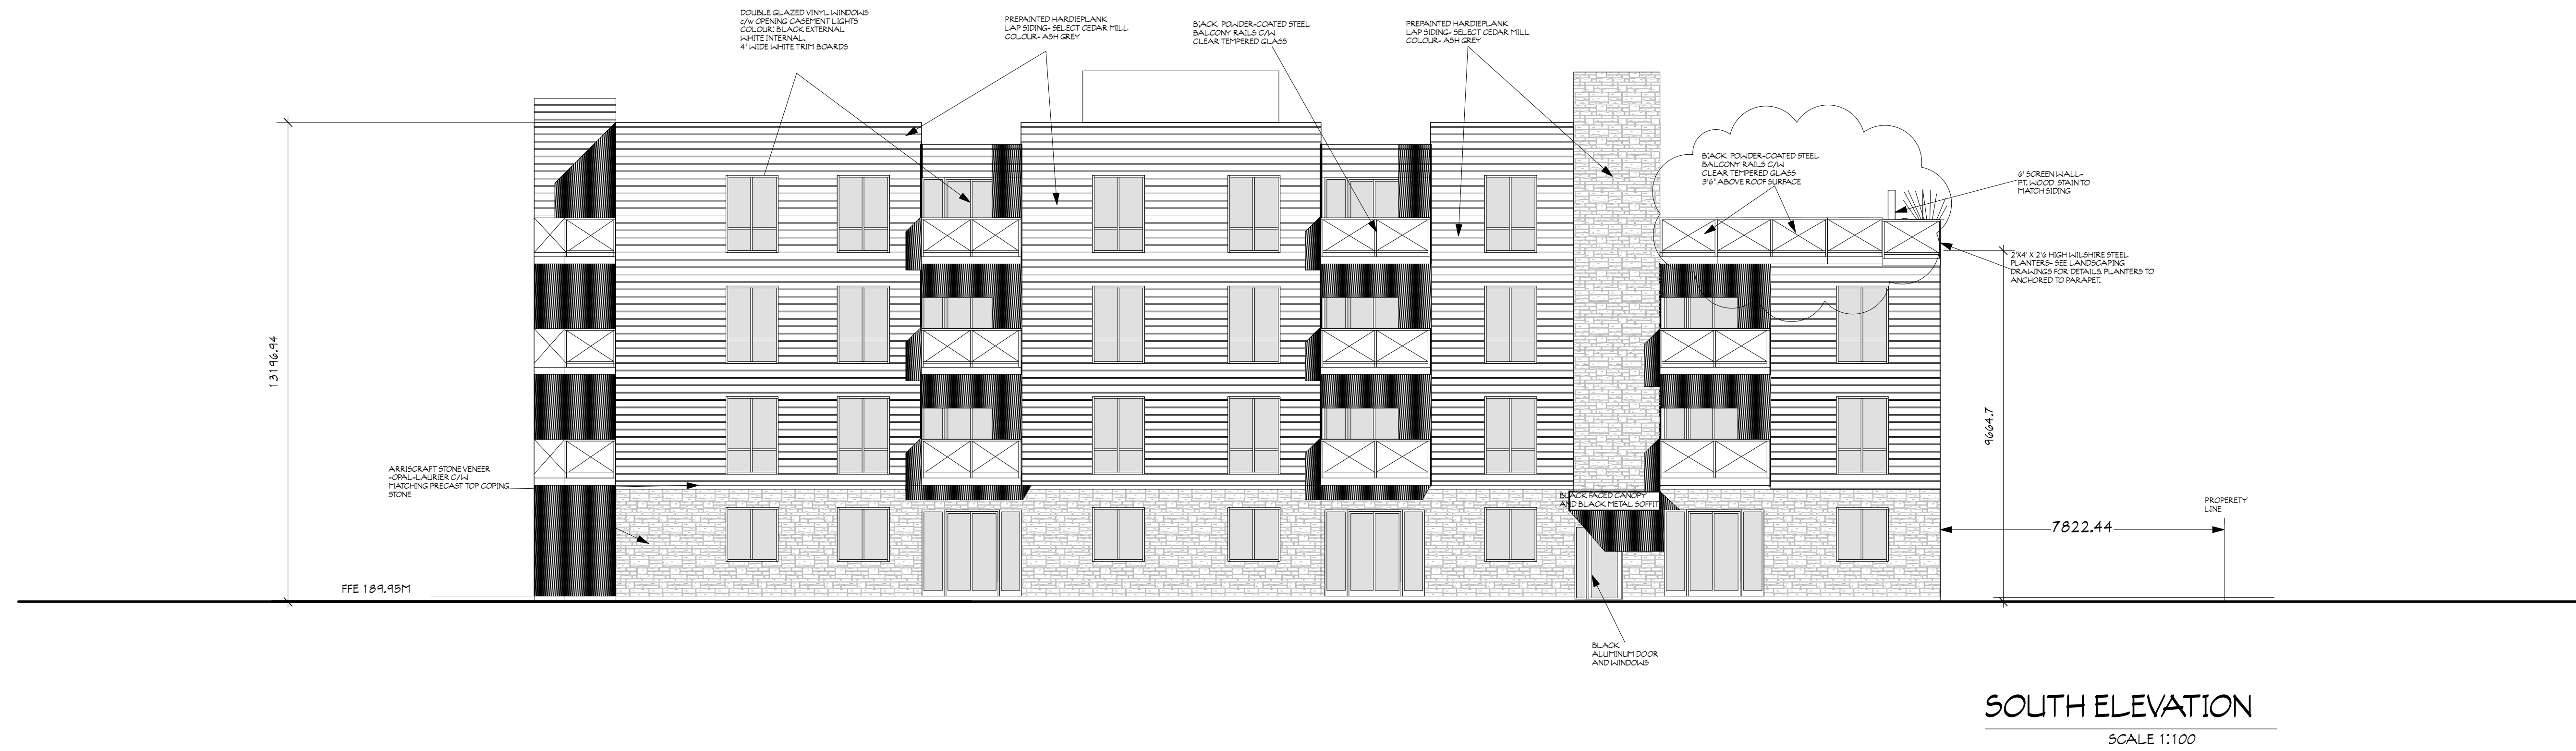 DOUBLE GLAZED VINYL WINDOWS
c/w OPENING CASEMENT LIGHTS
COLOUR: BLACK EXTERNAL
WHITE INTERNAL.
4" WIDE WHITE TRIM BOARDS
PREPAINTED HARDIEPLANK
LAP SIDING- SELECT CEDAR MILL
COLOUR- ASH GREY
B;ACK POWDER-COATED STEEL
BALCONY RAILS C/W
CLEAR TEMPERED GLASS
PREPAINTED HARDIEPLANK
LAP SIDING- SELECT CEDAR MILL
COLOUR- ASH GREY
B;ACK POWDER-COATED STEEL
BALCONY RAILS C/W
CLEAR TEMPERED GLASS
3'6" ABOVE ROOF SURFACE
6' SCREEN WALL-
PT. WOOD STAIN TO
MATCH SIDING
2'X4' X 2'6 HIGH WILSHIRE STEEL
PLANTERS- SEE LANDSCAPING
DRAWINGS FOR DETAILS. PLANTERS TO
ANCHORED TO PARAPET.
13196.94
9664.7
ARRISCRAFT STONE VENEER
-OPAL-LAURIER C/W
MATCHING PRECAST TOP COPING
STONE
BLACK FACED CANOPY
AND BLACK METAL SOFFIT
PROPERETY
LINE
7822.44
FFE 189.95M
BLACK
ALUMINUM DOOR
AND WINDOWS
SOUTH ELEVATION
SCALE 1:100